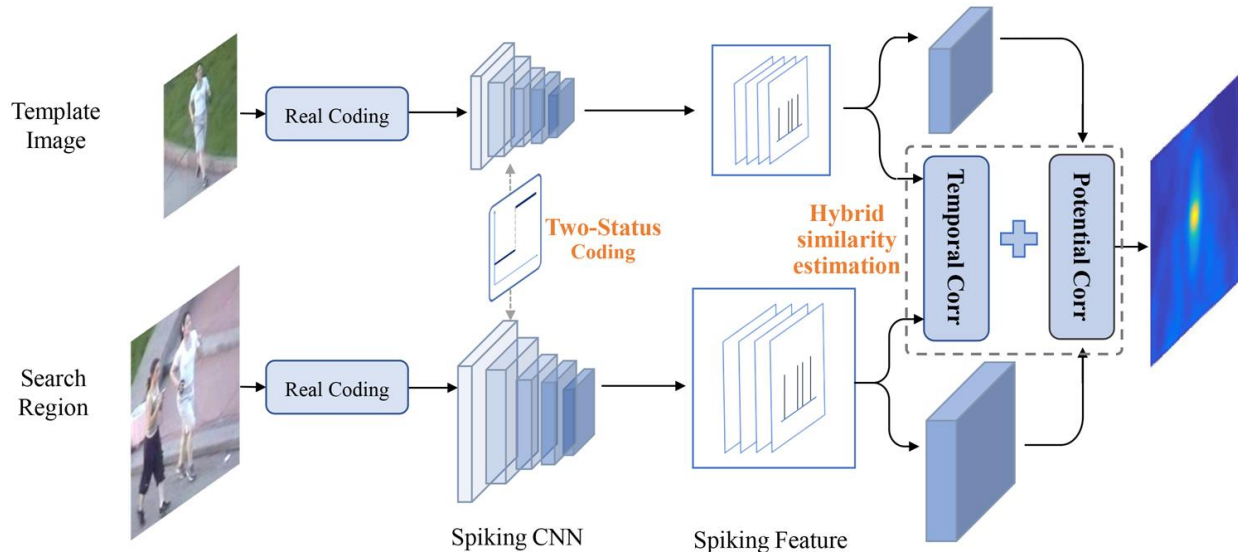 Template
Image
Real Coding
Two-Status
Coding
Hybrid
similarity
estimation
Temporal Corr
Potential Corr
Search
Region
Real Coding
Spiking CNN
Spiking Feature